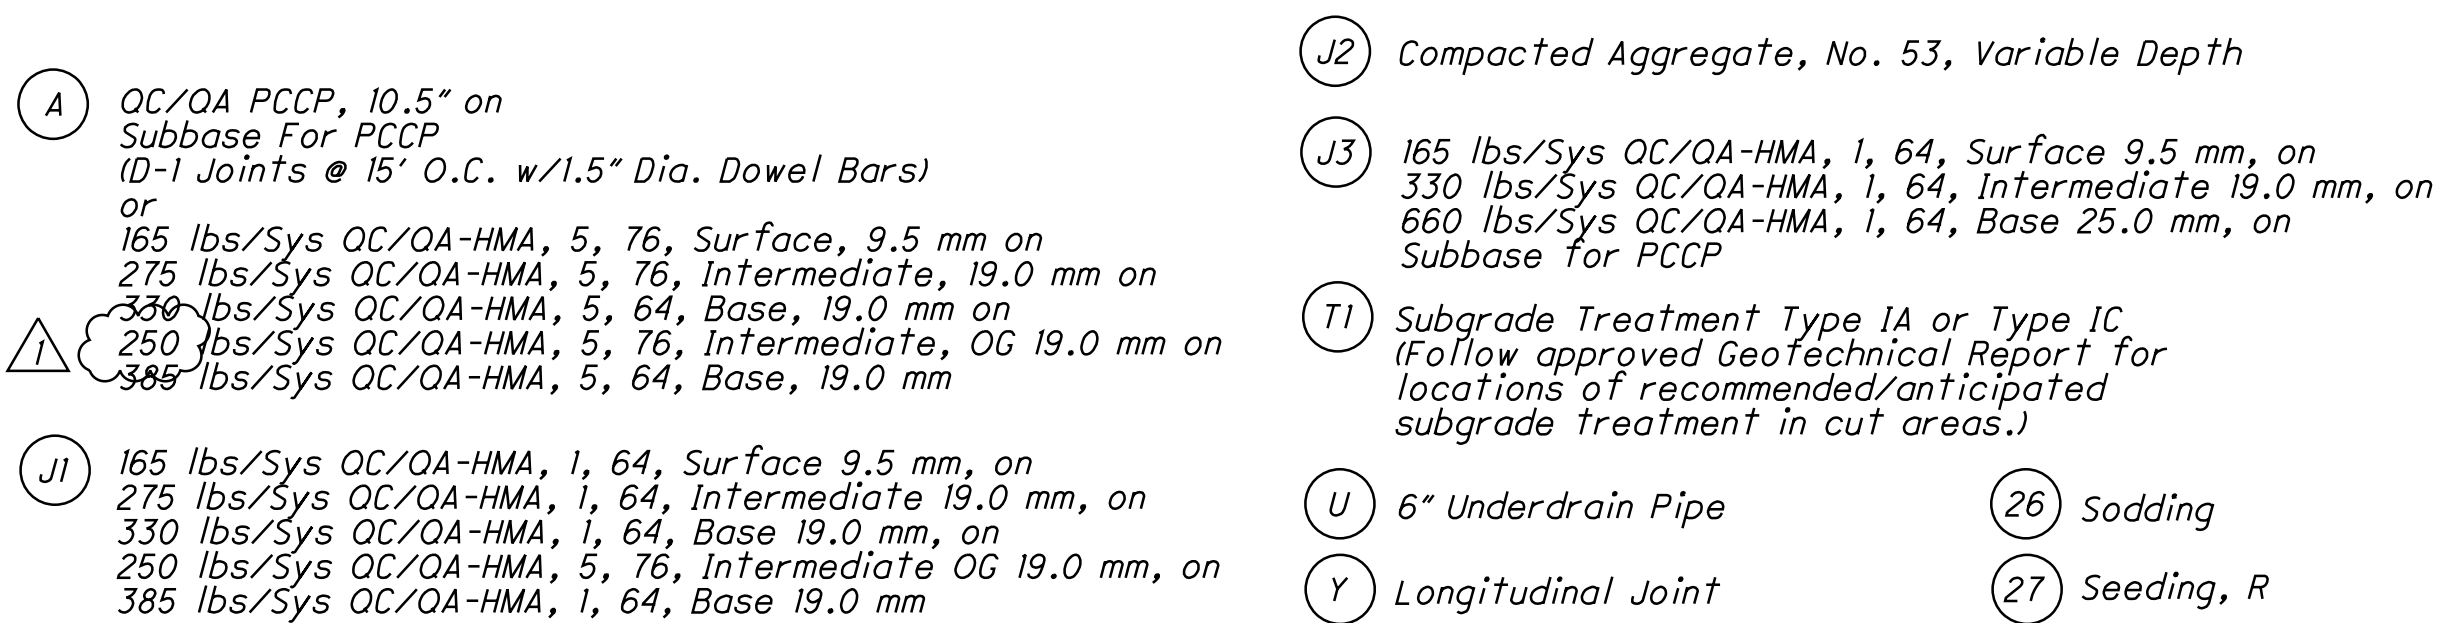 A QC/QA PCCP, 10.5" on
Subbase For PCCP
(D-1 Joints @ 15' O.C. w/1.5" Dia. Dowel Bars)
or
165 lbs/Sys QC/QA-HMA, 5, 76, Surface, 9.5 mm on
275 lbs/Sys QC/QA-HMA, 5, 76, Intermediate, 19.0 mm on
330 lbs/Sys QC/QA-HMA, 5, 64, Base, 19.0 mm on
1 250 lbs/Sys QC/QA-HMA, 5, 76, Intermediate, OG 19.0 mm on
385 lbs/Sys QC/QA-HMA, 5, 64, Base, 19.0 mm
J1 165 lbs/Sys QC/QA-HMA, 1, 64, Surface 9.5 mm, on
275 lbs/Sys QC/QA-HMA, 1, 64, Intermediate 19.0 mm, on
330 lbs/Sys QC/QA-HMA, 1, 64, Base 19.0 mm, on
250 lbs/Sys QC/QA-HMA, 5, 76, Intermediate OG 19.0 mm, on
385 lbs/Sys QC/QA-HMA, 1, 64, Base 19.0 mm
J2 Compacted Aggregate, No. 53, Variable Depth
J3 165 lbs/Sys QC/QA-HMA, 1, 64, Surface 9.5 mm, on
330 lbs/Sys QC/QA-HMA, 1, 64, Intermediate 19.0 mm, on
660 lbs/Sys QC/QA-HMA, 1, 64, Base 25.0 mm, on
Subbase for PCCP
T1 Subgrade Treatment Type IA or Type IC
(Follow approved Geotechnical Report for
locations of recommended/anticipated
subgrade treatment in cut areas.)
U 6" Underdrain Pipe
26 Sodding
Y Longitudinal Joint
27 Seeding, R